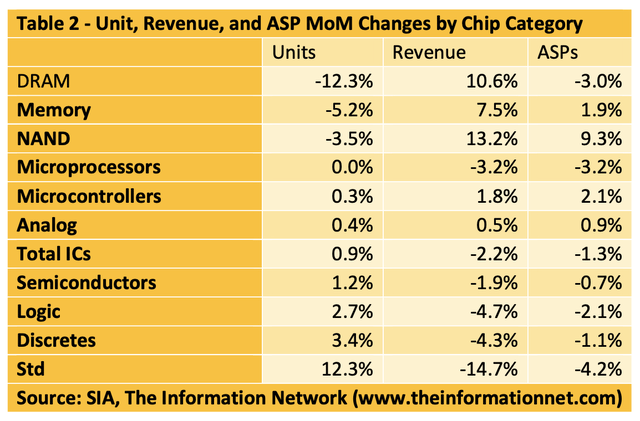 Table 2 - Unit, Revenue, and ASP MoM Changes by Chip Category
Units Revenue ASPs
DRAM -12.3% 10.6% -3.0%
Memory -5.2% 7.5% 1.9%
NAND -3.5% 13.2% 9.3%
Microprocessors 0.0% -3.2% -3.2%
Microcontrollers 0.3% 1.8% 2.1%
Analog 0.4% 0.5% 0.9%
Total ICs 0.9% -2.2% -1.3%
Semiconductors 1.2% -1.9% -0.7%
Logic 2.7% -4.7% -2.1%
Discretes 3.4% -4.3% -1.1%
Std 12.3% -14.7% -4.2%
Source: SIA, The Information Network (www.theinformationnet.com)